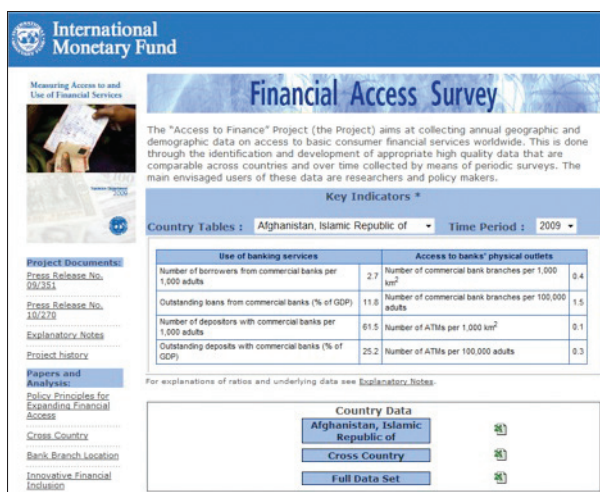 International
Monetary Fund
Measuring Access to and
Use of Financial Services
2009
Financial Access Survey
The "Access to Finance" Project (the Project) aims at collecting annual geographic and
demographic data on access to basic consumer financial services worldwide. This is done
through the identification and development of appropriate high quality data that are
comparable across countries and over time collected by means of periodic surveys. The
main envisaged users of these data are researchers and policy makers.
Key Indicators *
Country Tables : Afghanistan, Islamic Republic of Time Period : 2009
Use of banking services Access to banks' physical outlets
Number of borrowers from commercial banks per
1,000 adults 2.7 Number of commercial bank branches per 1,000
km2 0.4
Outstanding loans from commercial banks (% of GDP) 11.8 Number of commercial bank branches per 100,000
adults 1.5
Number of depositors with commercial banks per
1,000 adults 61.5 Number of ATMs per 1,000 km2 0.1
Outstanding deposits with commercial banks (% of
GDP) 25.2 Number of ATMs per 100,000 adults 0.3
For explanations of ratios and underlying data see Explanatory Notes.
Country Data
Afghanistan, Islamic
Republic of
Cross Country
Full Data Set
Project Documents:
Press Release No.
09/351
Press Release No.
10/270
Explanatory Notes
Project history
Papers and
Analysis:
Policy Principles for
Expanding Financial
Access
Cross Country
Bank Branch Location
Innovative Financial
Inclusion